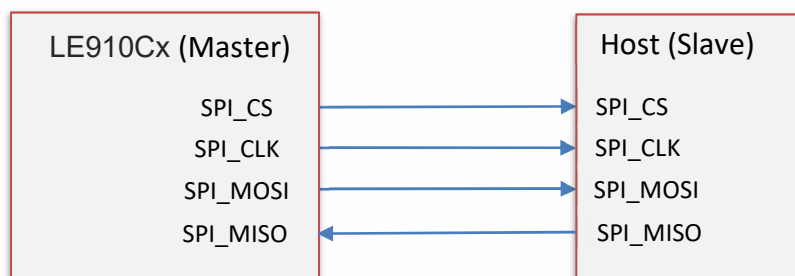 LE910Cx (Master)
SPI_CS
SPI_CLK
SPI_MOSI
SPI_MISO
Host (Slave)
SPI_CS
SPI_CLK
SPI_MOSI
SPI_MISO